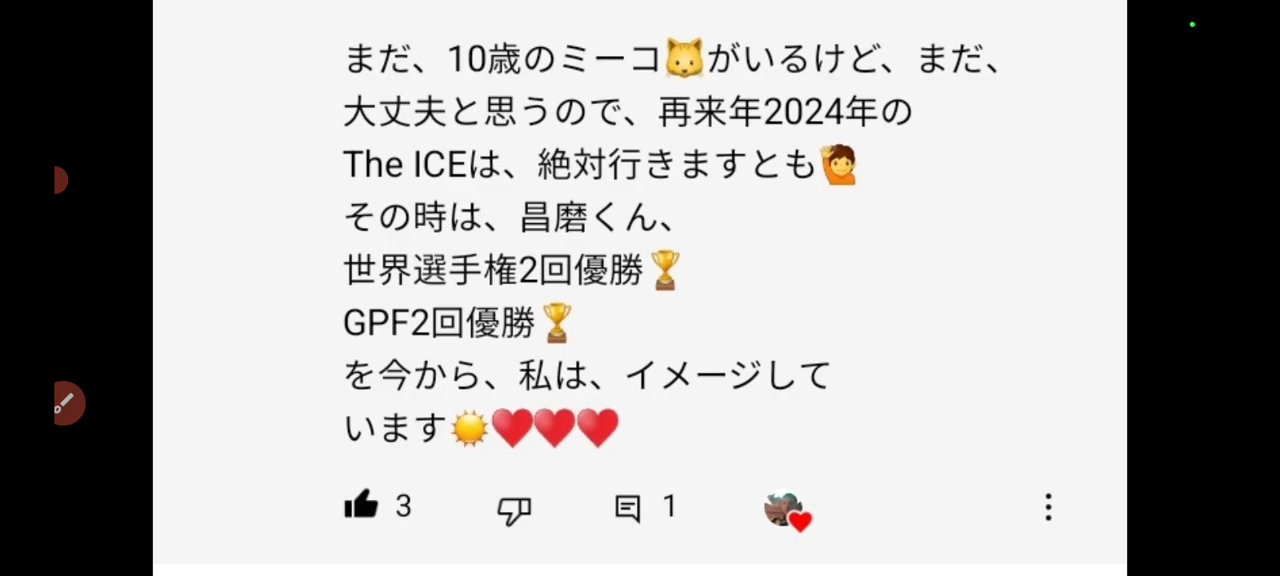 まだ、10歳のミーコ🐱がいるけど、まだ、
大丈夫と思うので、再来年2024年の
The ICEは、絶対行きますとも🙋
その時は、昌磨くん、
世界選手権2回優勝🏆
GPF2回優勝🏆
を今から、私は、イメージして
います☀️❤️❤️❤️
3 1